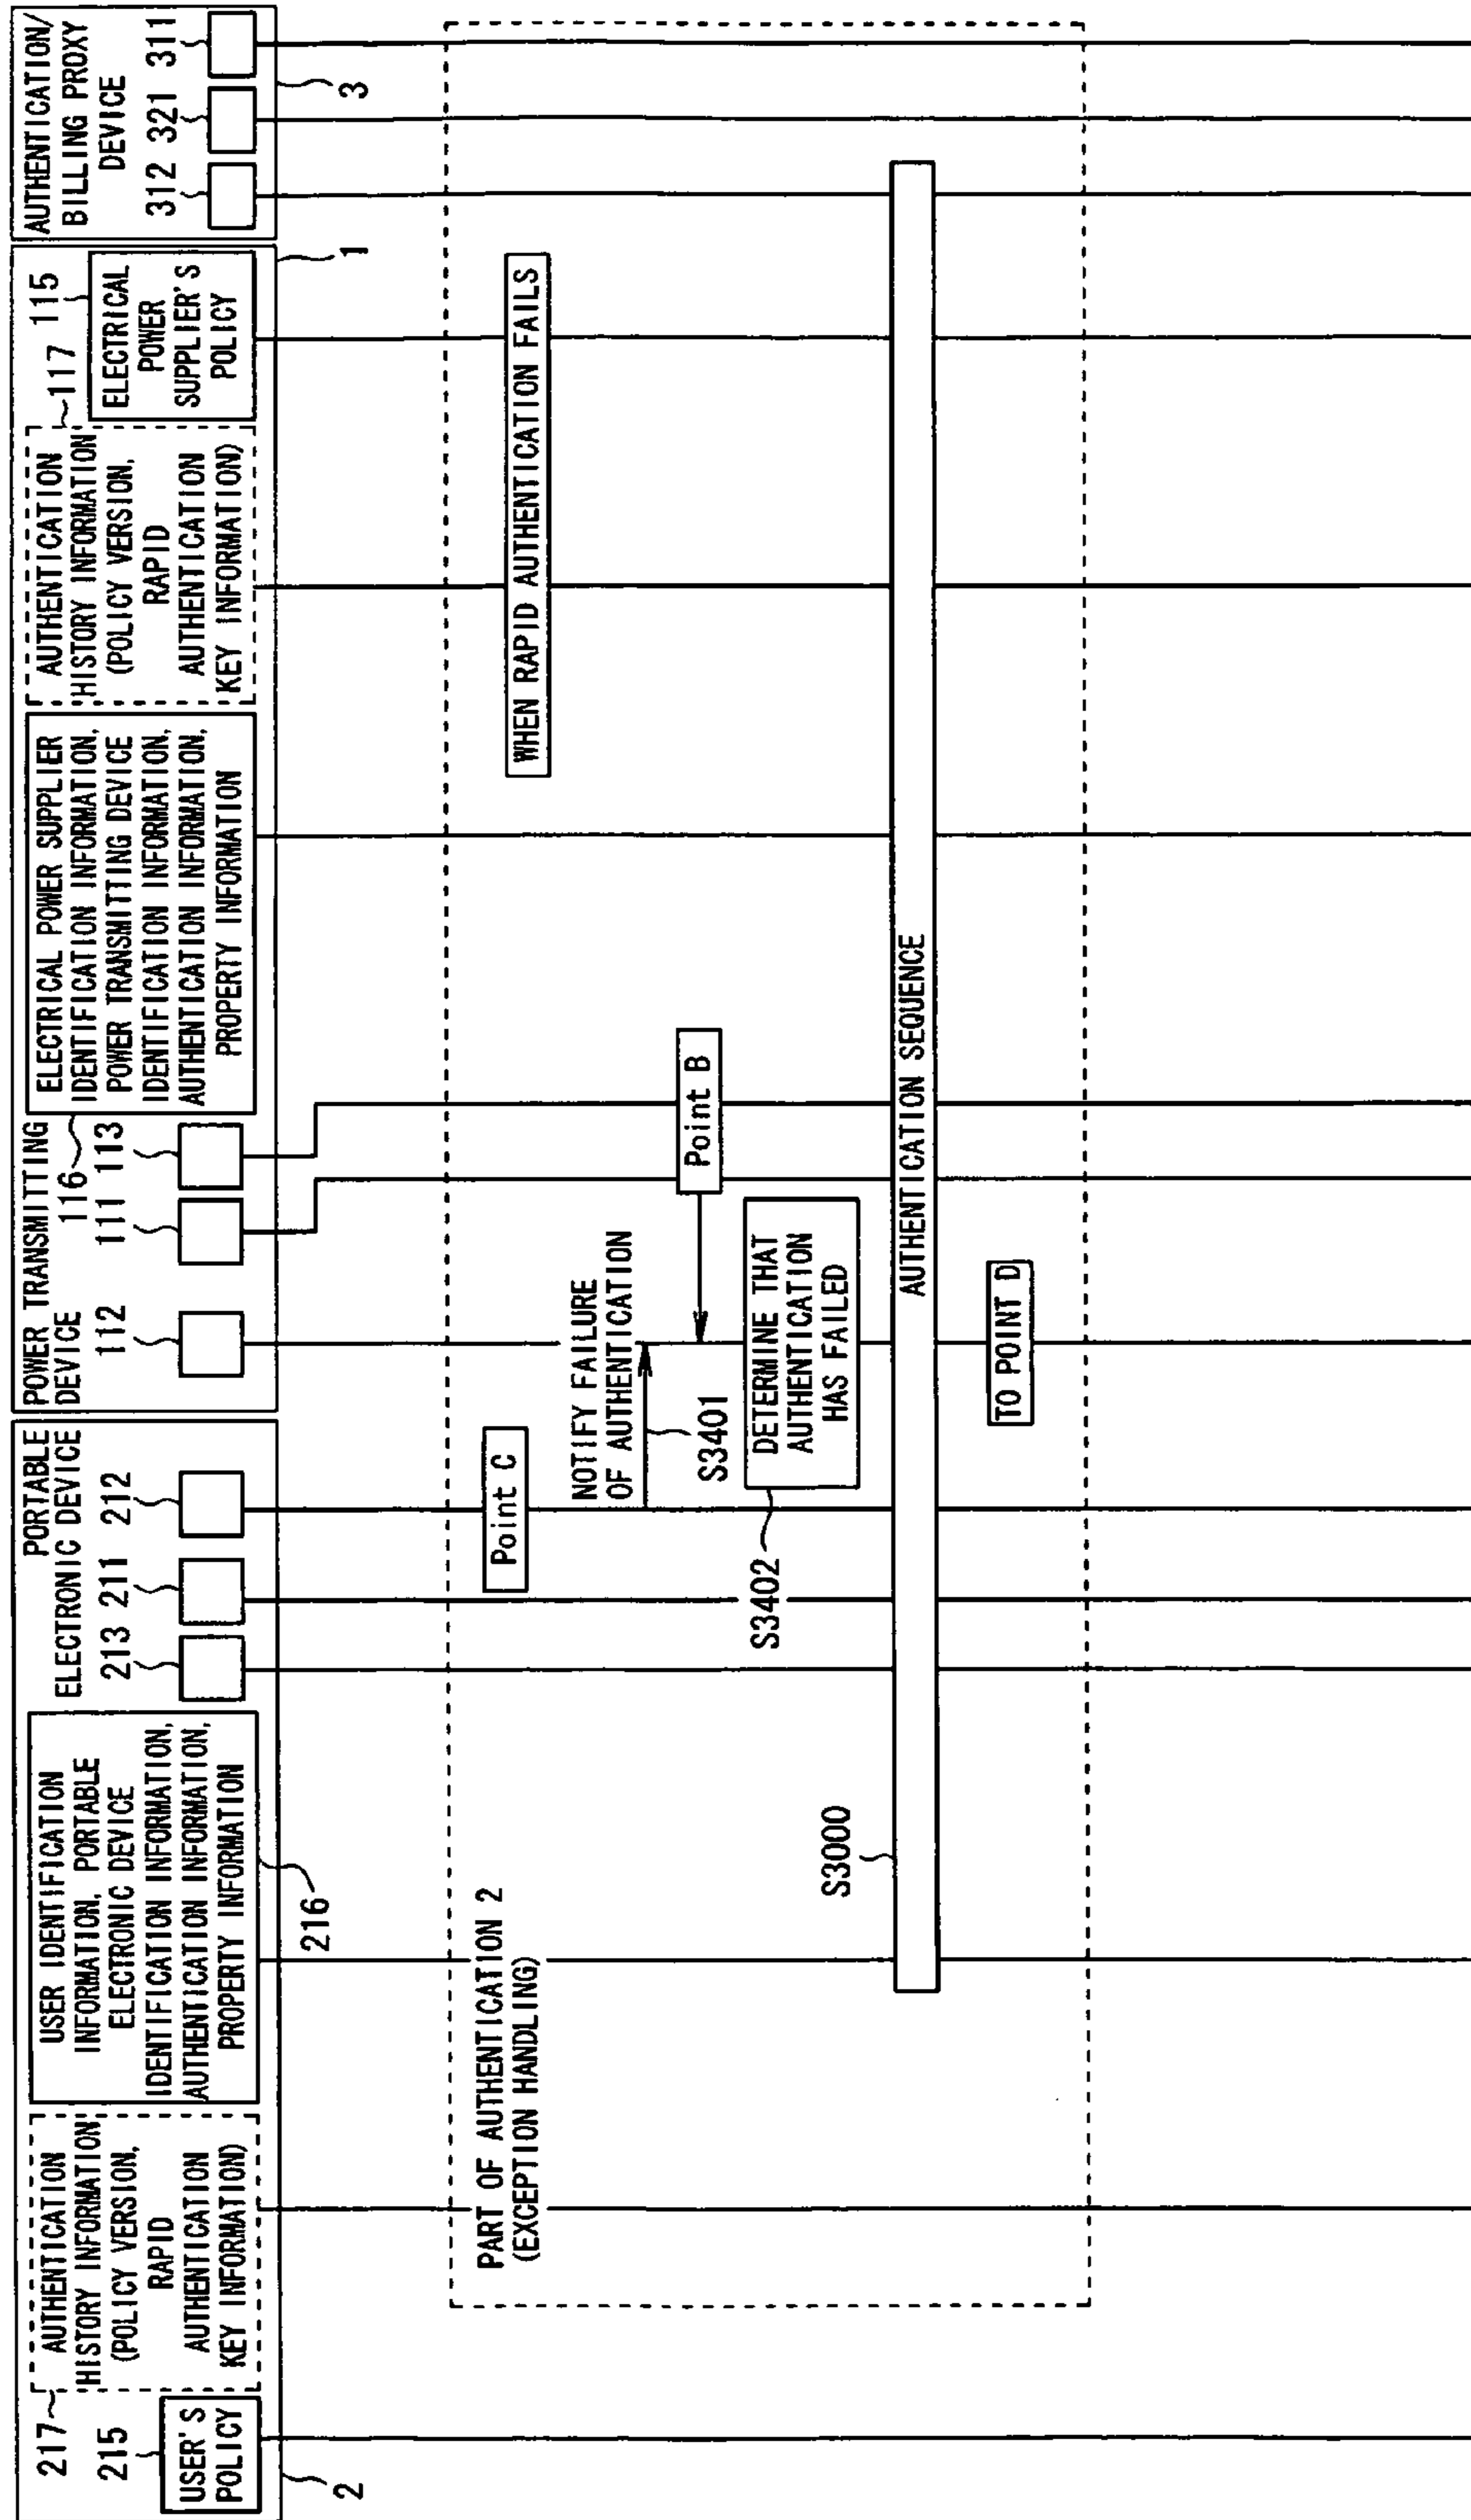 217
AUTHENTICATION
HISTORY INFORMATION
(POLICY VERSION,
RAPID
AUTHENTICATION
KEY INFORMATION)
215
USER'S
POLICY
2
USER IDENTIFICATION
INFORMATION, PORTABLE
ELECTRONIC DEVICE
IDENTIFICATION INFORMATION,
AUTHENTICATION INFORMATION,
PROPERTY INFORMATION
216
PORTABLE
ELECTRONIC DEVICE
213 211 212
POWER TRANSMITTING
DEVICE
116
112 111 113
ELECTRICAL POWER SUPPLIER
IDENTIFICATION INFORMATION,
POWER TRANSMITTING DEVICE
IDENTIFICATION INFORMATION,
AUTHENTICATION INFORMATION,
PROPERTY INFORMATION
AUTHENTICATION
HISTORY INFORMATION
(POLICY VERSION,
RAPID
AUTHENTICATION
KEY INFORMATION)
117 115
ELECTRICAL
POWER
SUPPLIER'S
POLICY
1
AUTHENTICATION/
BILLING PROXY
DEVICE
312 321 311
3
PART OF AUTHENTICATION 2
(EXCEPTION HANDLING)
Point C
WHEN RAPID AUTHENTICATION FAILS
NOTIFY FAILURE
OF AUTHENTICATION
S3401
Point B
S3402
DETERMINE THAT
AUTHENTICATION
HAS FAILED
S3000
AUTHENTICATION SEQUENCE
TO POINT D